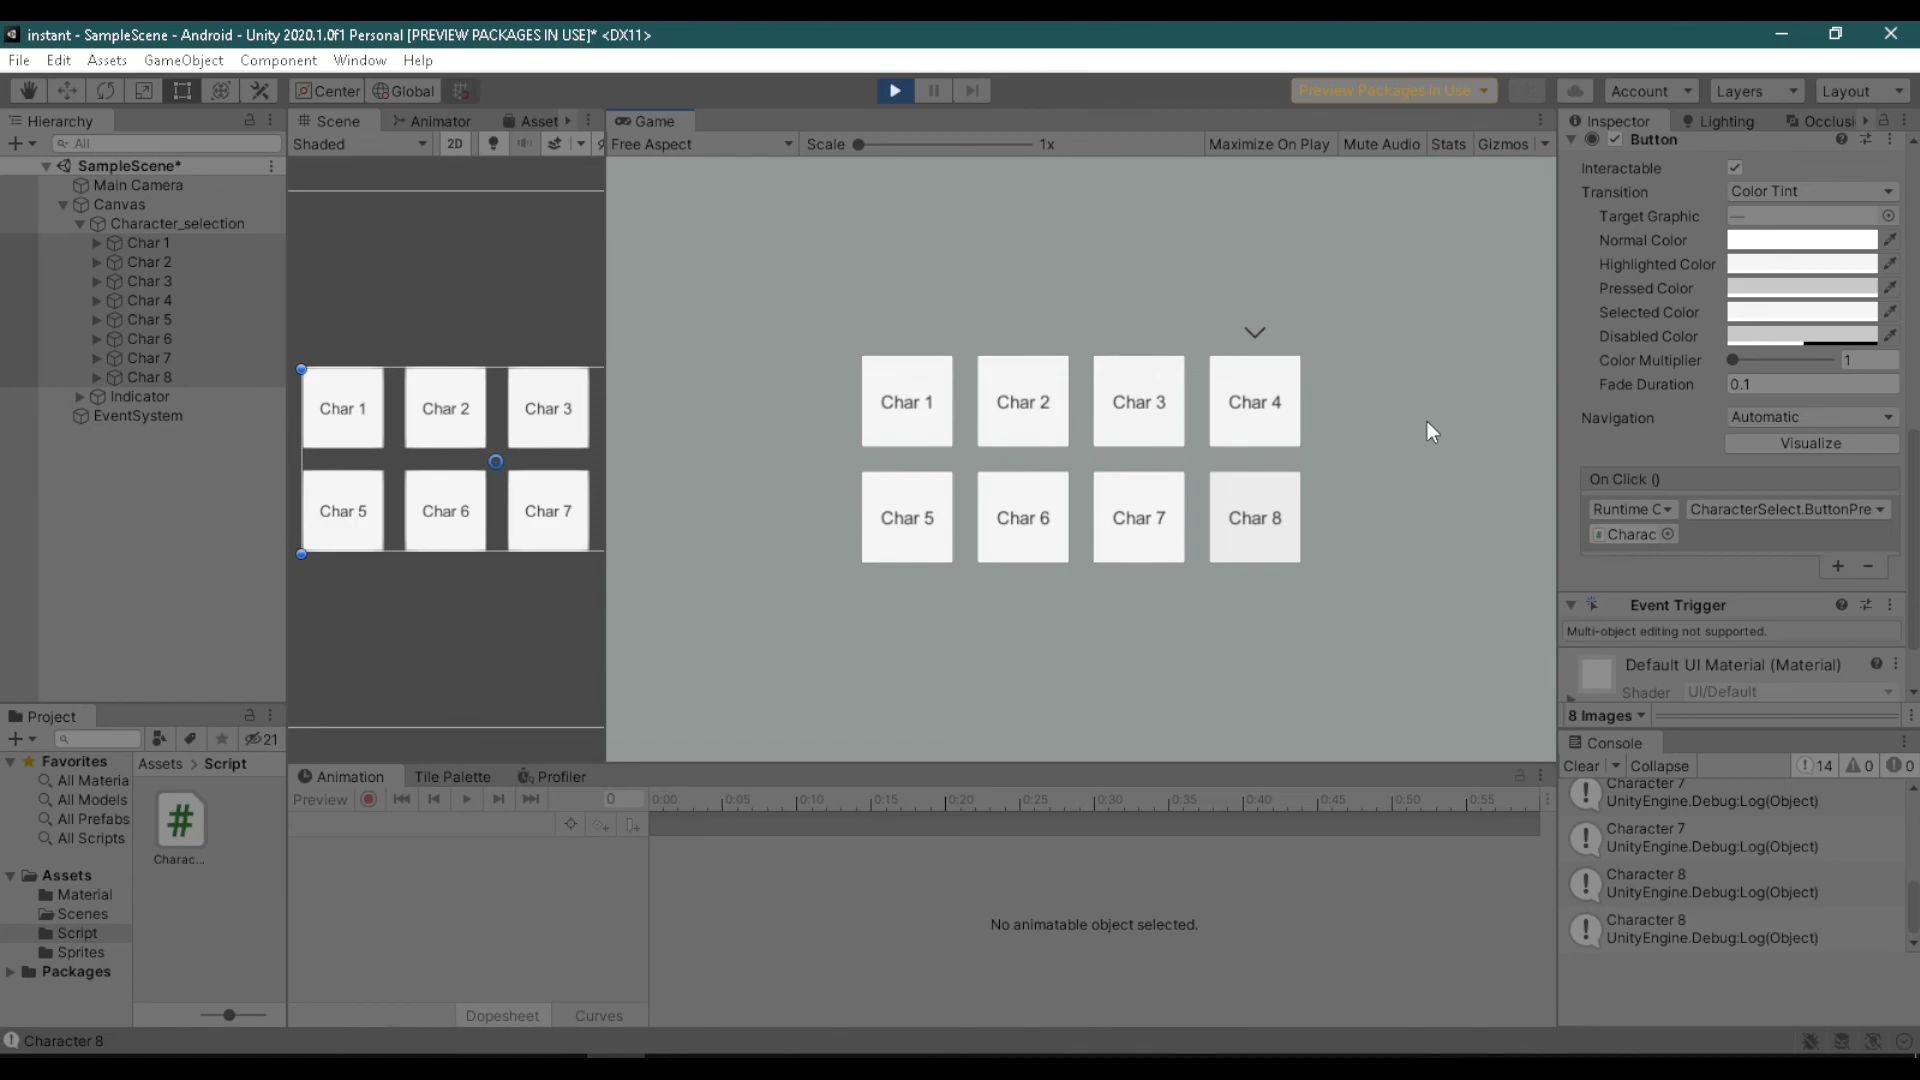 instant - SampleScene - Android - Unity 2020.1.0f1 Personal [PREVIEW PACKAGES IN USE]* <DX11>
File Edit Assets GameObject Component Window Help
Center Global Preview Packages in Use Account Layers Layout
Hierarchy
All
SampleScene*
Main Camera
Canvas
Character_selection
Char 1
Char 2
Char 3
Char 4
Char 5
Char 6
Char 7
Char 8
Indicator
EventSystem
Scene Animator Asset
Shaded 2D
Char 1 Char 2 Char 3
Char 5 Char 6 Char 7
Game
Free Aspect Scale 1x Maximize On Play Mute Audio Stats Gizmos
Char 1 Char 2 Char 3 Char 4
Char 5 Char 6 Char 7 Char 8
Inspector Lighting Occlusi
Button
Interactable
Transition Color Tint
Target Graphic —
Normal Color
Highlighted Color
Pressed Color
Selected Color
Disabled Color
Color Multiplier 1
Fade Duration 0.1
Navigation Automatic
Visualize
On Click ()
Runtime C CharacterSelect.ButtonPre
Charac
Event Trigger
Multi-object editing not supported.
Default UI Material (Material)
Shader UI/Default
8 Images
Project
21
Favorites
All Materia
All Models
All Prefabs
All Scripts
Assets
Material
Scenes
Script
Sprites
Packages
Assets > Script
#
Charac...
Animation Tile Palette Profiler
Preview 0 0:00 0:05 0:10 0:15 0:20 0:25 0:30 0:35 0:40 0:45 0:50 0:55
No animatable object selected.
Dopesheet Curves
Console
Clear Collapse 14 0 0
Character 7
UnityEngine.Debug:Log(Object)
Character 7
UnityEngine.Debug:Log(Object)
Character 8
UnityEngine.Debug:Log(Object)
Character 8
UnityEngine.Debug:Log(Object)
Character 8